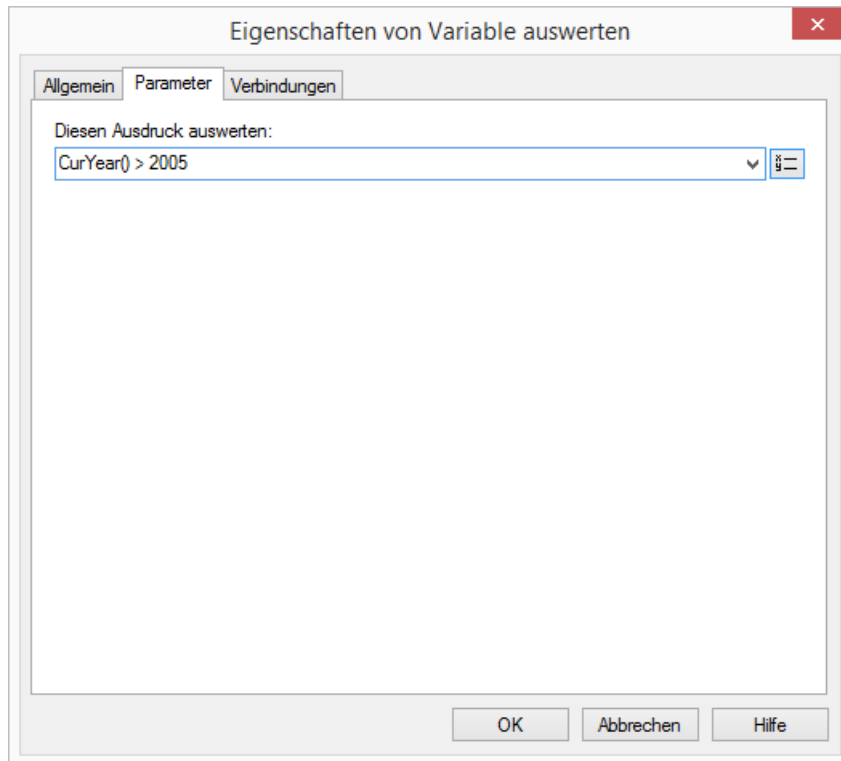 Eigenschaften von Variable auswerten
Allgemein Parameter Verbindungen
Diesen Ausdruck auswerten:
CurYear() > 2005
OK Abbrechen Hilfe